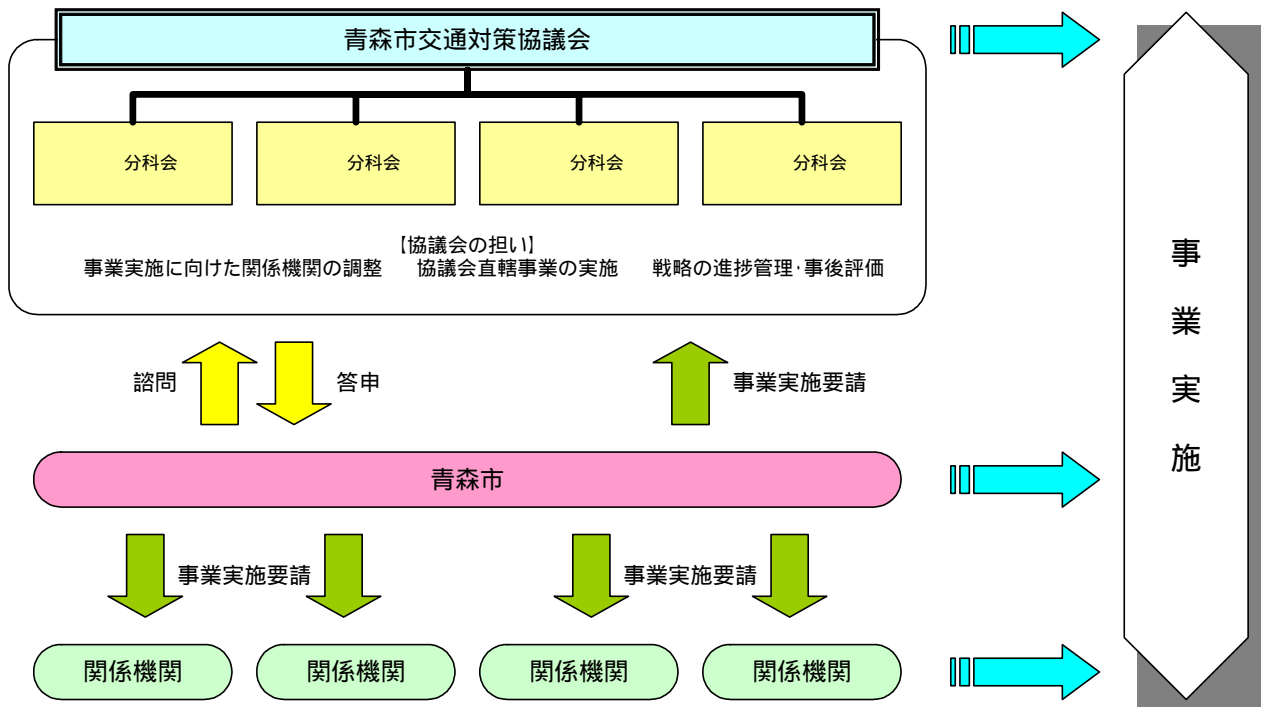 青森市交通対策協議会
分科会 分科会 分科会 分科会
【協議会の担い】
事業実施に向けた関係機関の調整 協議会直轄事業の実施 戦略の進捗管理・事後評価
諮問 答申 事業実施要請
青森市
事業実施要請 事業実施要請
関係機関 関係機関 関係機関 関係機関
事業実施